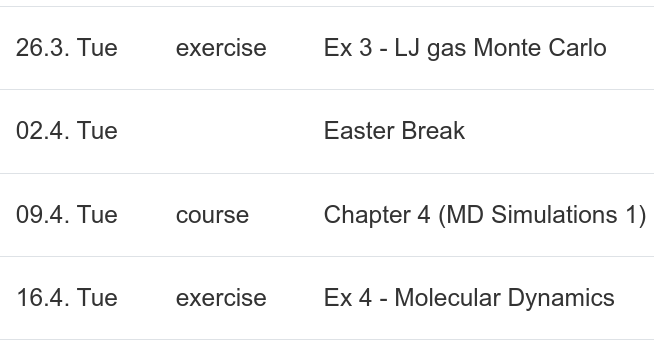 26.3. Tue exercise Ex 3 - LJ gas Monte Carlo
02.4. Tue Easter Break
09.4. Tue course Chapter 4 (MD Simulations 1)
16.4. Tue exercise Ex 4 - Molecular Dynamics